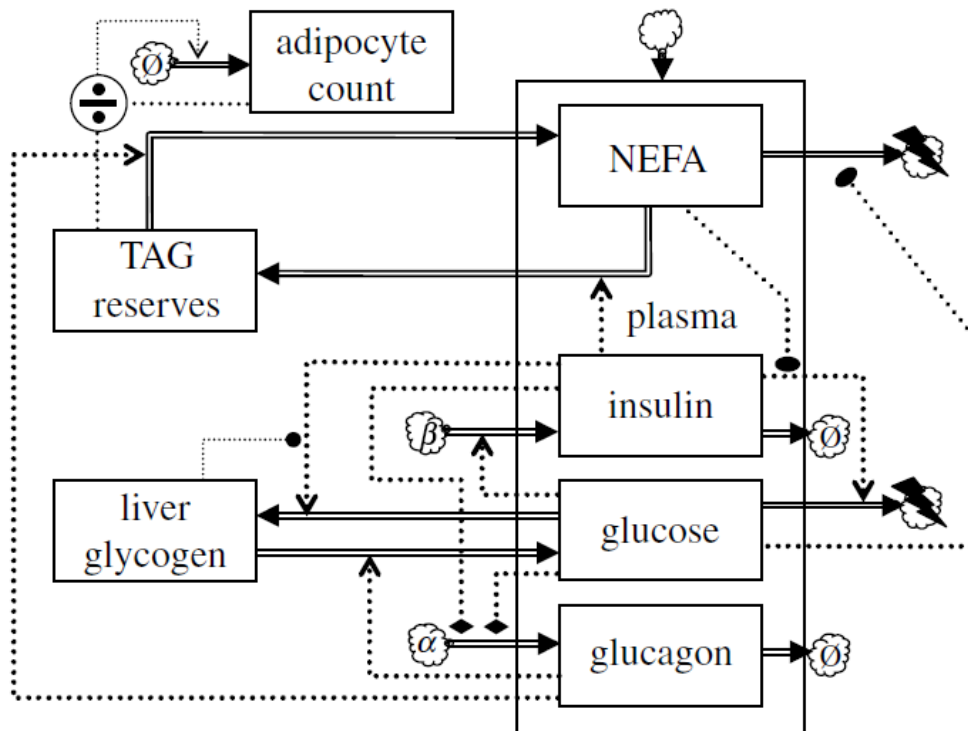 adipocyte
count
Ø
÷
NEFA
TAG
reserves
plasma
insulin
β
Ø
liver
glycogen
glucose
α
glucagon
Ø